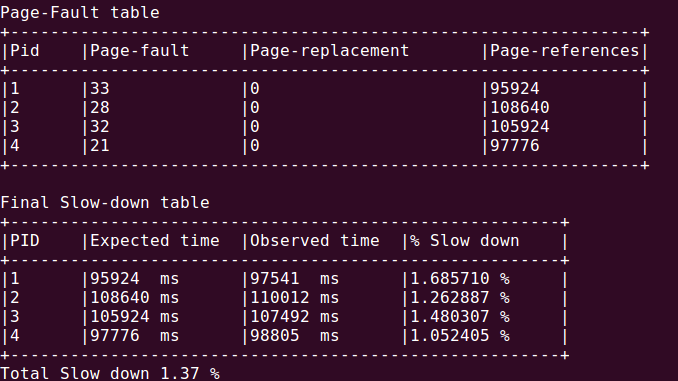 Page-Fault table
+---------------------------------------------------------------+
|Pid    |Page-fault     |Page-replacement       |Page-references|
+---------------------------------------------------------------+
|1      |33             |0                      |95924          |
|2      |28             |0                      |108640         |
|3      |32             |0                      |105924         |
|4      |21             |0                      |97776          |
+---------------------------------------------------------------+
Final Slow-down table
+-------------------------------------------------------+
|PID    |Expected time  |Observed time  |% Slow down    |
+-------------------------------------------------------+
|1      |95924  ms      |97541  ms      |1.685710 %     |
|2      |108640 ms      |110012 ms      |1.262887 %     |
|3      |105924 ms      |107492 ms      |1.480307 %     |
|4      |97776  ms      |98805  ms      |1.052405 %     |
+-------------------------------------------------------+
Total Slow down 1.37 %